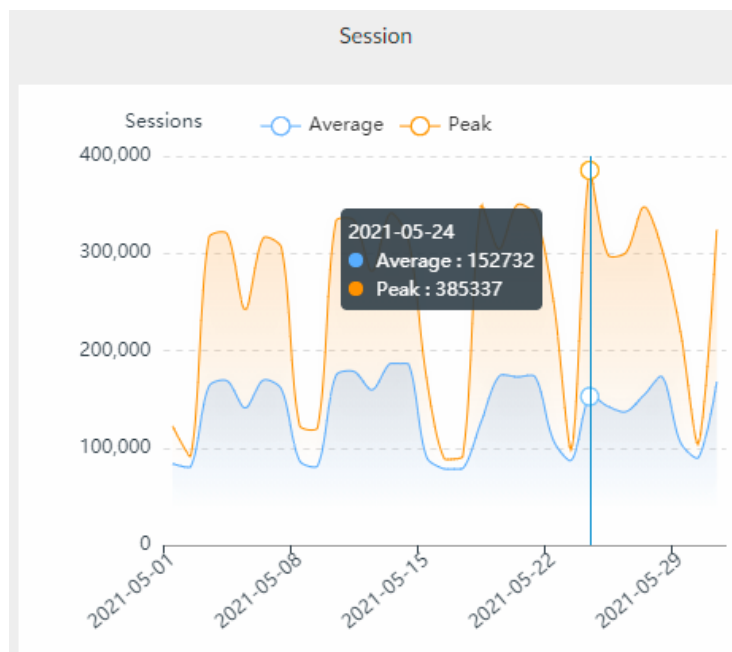 Session
Sessions Average Peak
400,000
300,000
200,000
100,000
0
2021-05-24
Average : 152732
Peak : 385337
2021-05-01 2021-05-08 2021-05-15 2021-05-22 2021-05-29